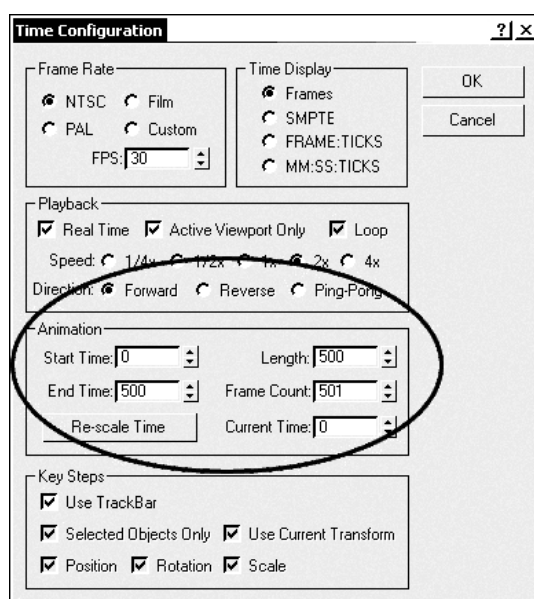 Time Configuration ? ×
Frame Rate
NTSC Film
PAL Custom
FPS: 30
Time Display
Frames
SMPTE
FRAME:TICKS
MM:SS:TICKS
OK
Cancel
Playback
Real Time Active Viewport Only Loop
Speed: 1/4x 1/2x 1x 2x 4x
Direction: Forward Reverse Ping-Pong
Animation
Start Time: 0 Length: 500
End Time: 500 Frame Count: 501
Re-scale Time Current Time: 0
Key Steps
Use TrackBar
Selected Objects Only Use Current Transform
Position Rotation Scale